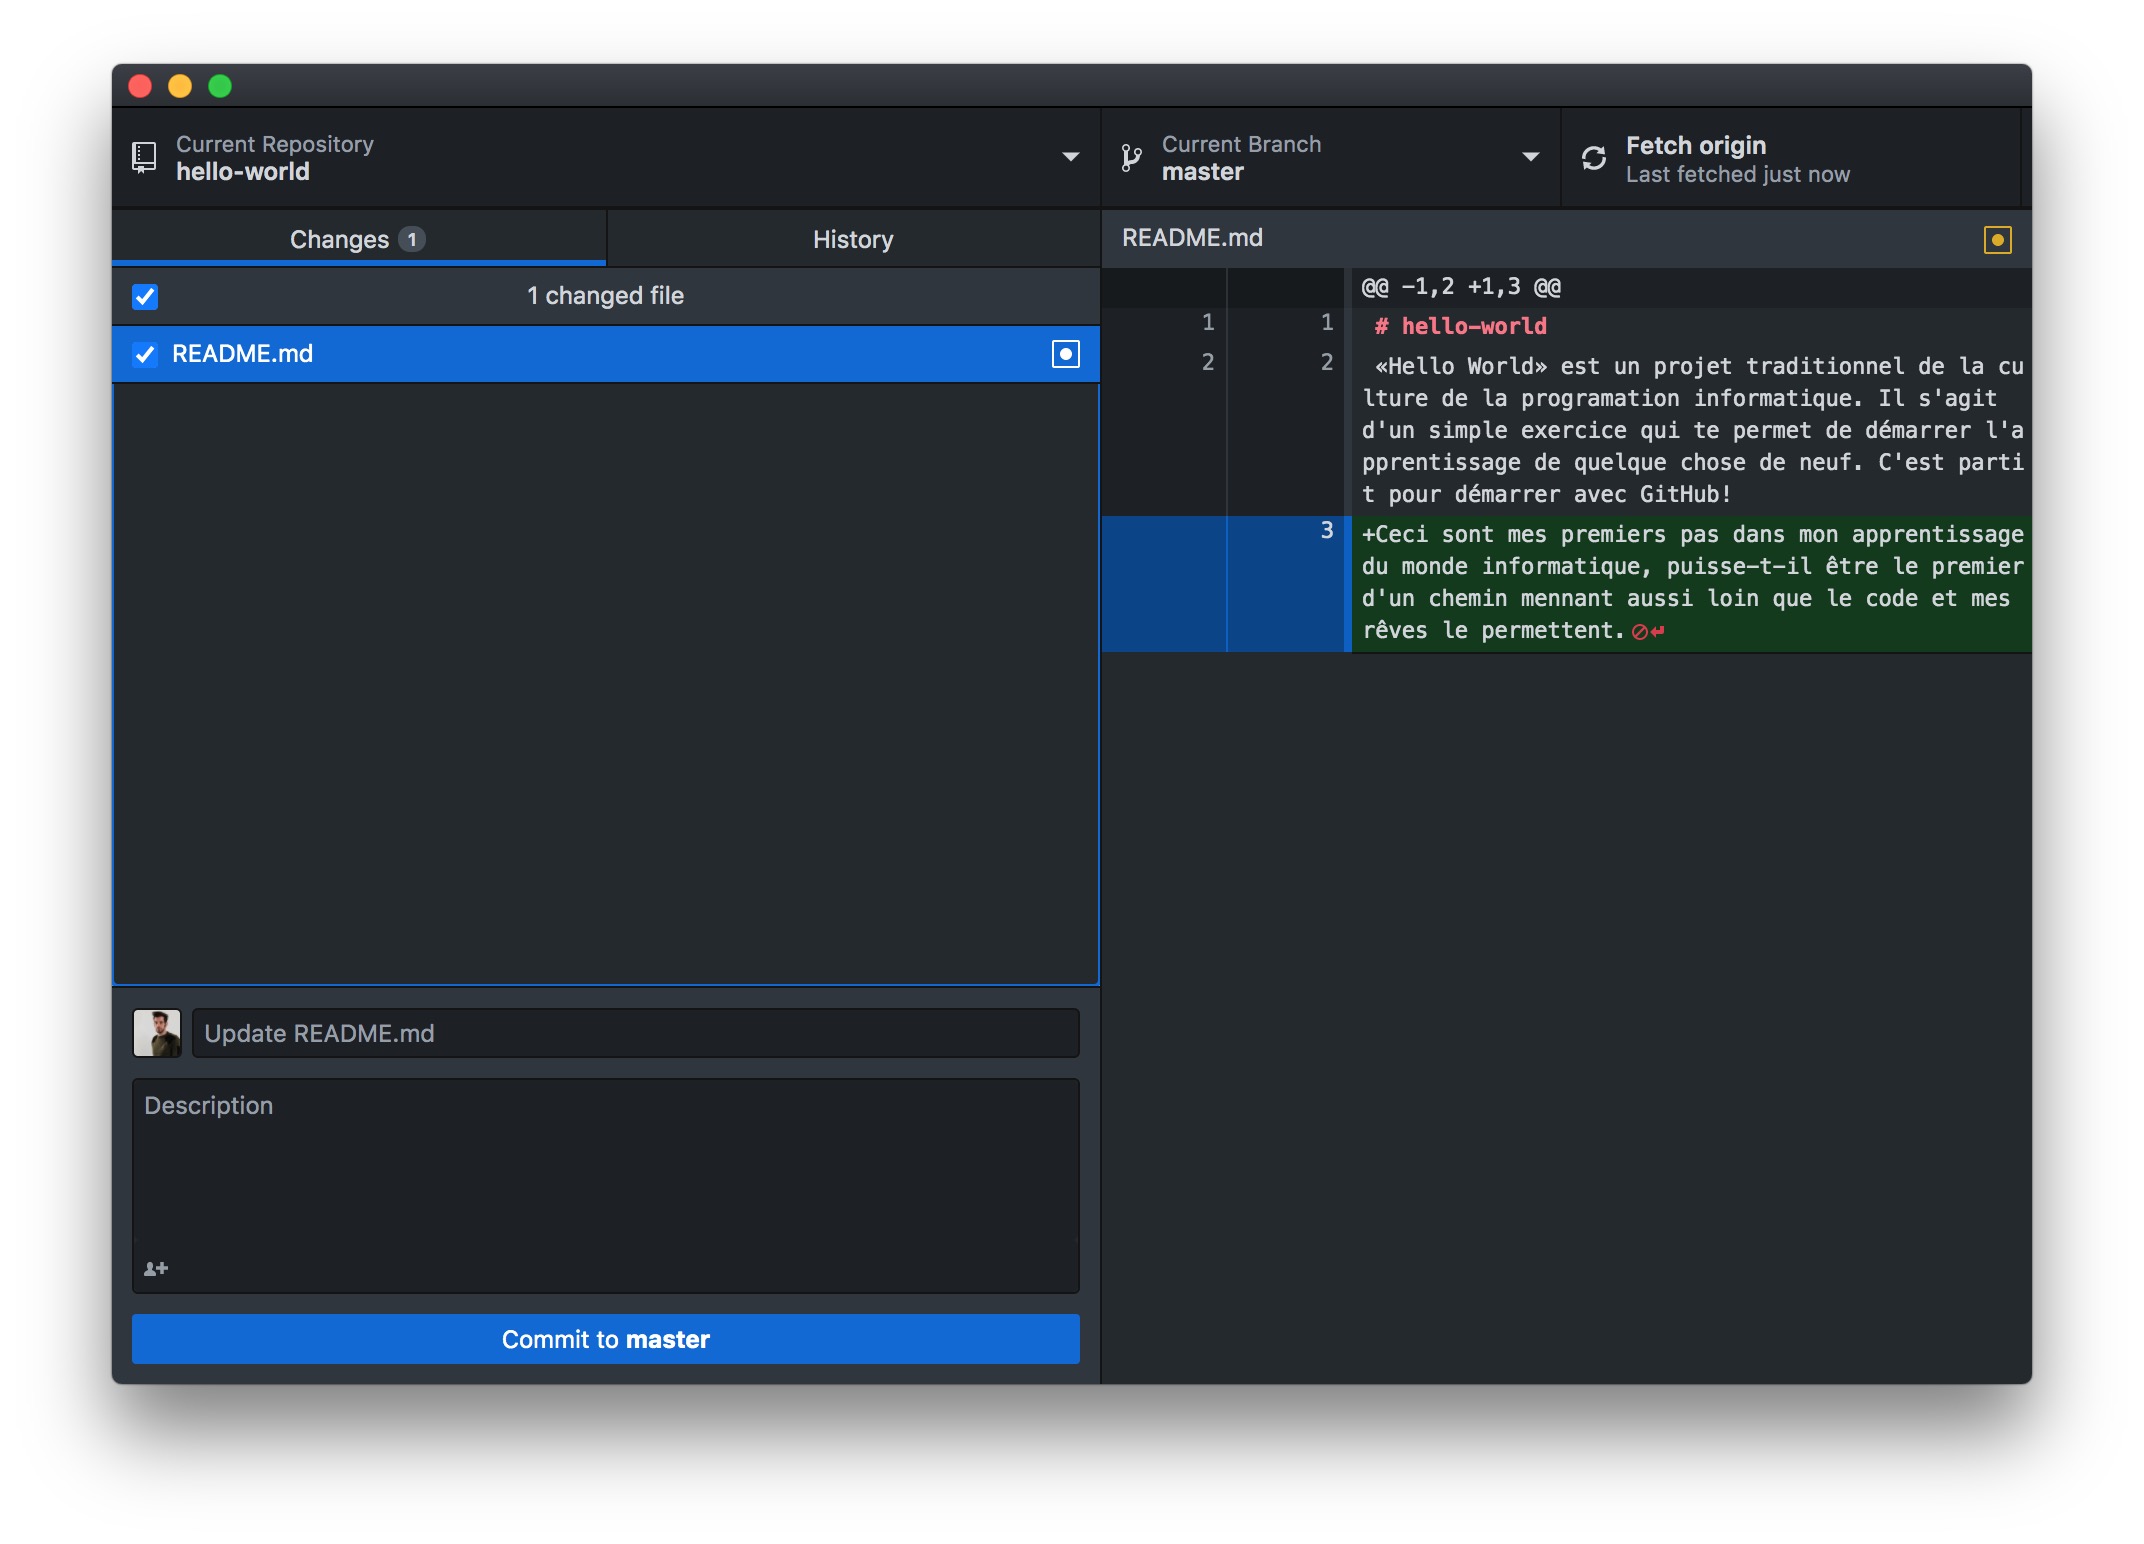 Current Repository
hello-world
Current Branch
master
Fetch origin
Last fetched just now
Changes 1
History
1 changed file
README.md
README.md
@@ -1,2 +1,3 @@
1 1 # hello-world
2 2 «Hello World» est un projet traditionnel de la cu
lture de la programation informatique. Il s'agit
d'un simple exercice qui te permet de démarrer l'a
pprentissage de quelque chose de neuf. C'est parti
t pour démarrer avec GitHub!
3 +Ceci sont mes premiers pas dans mon apprentissage
du monde informatique, puisse-t-il être le premier
d'un chemin mennant aussi loin que le code et mes
rêves le permettent.
Update README.md
Description
Commit to master